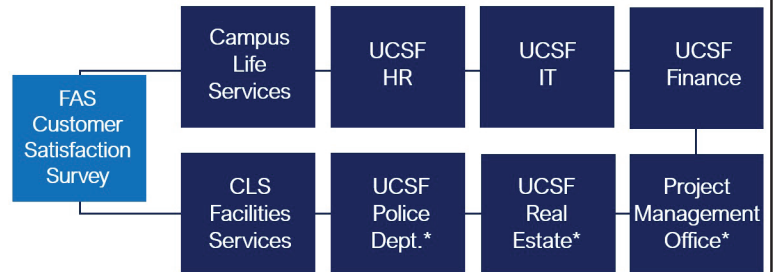 FAS
Customer
Satisfaction
Survey
Campus
Life
Services
UCSF
HR
UCSF
IT
UCSF
Finance
CLS
Facilities
Services
UCSF
Police
Dept.*
UCSF
Real
Estate*
Project
Management
Office*